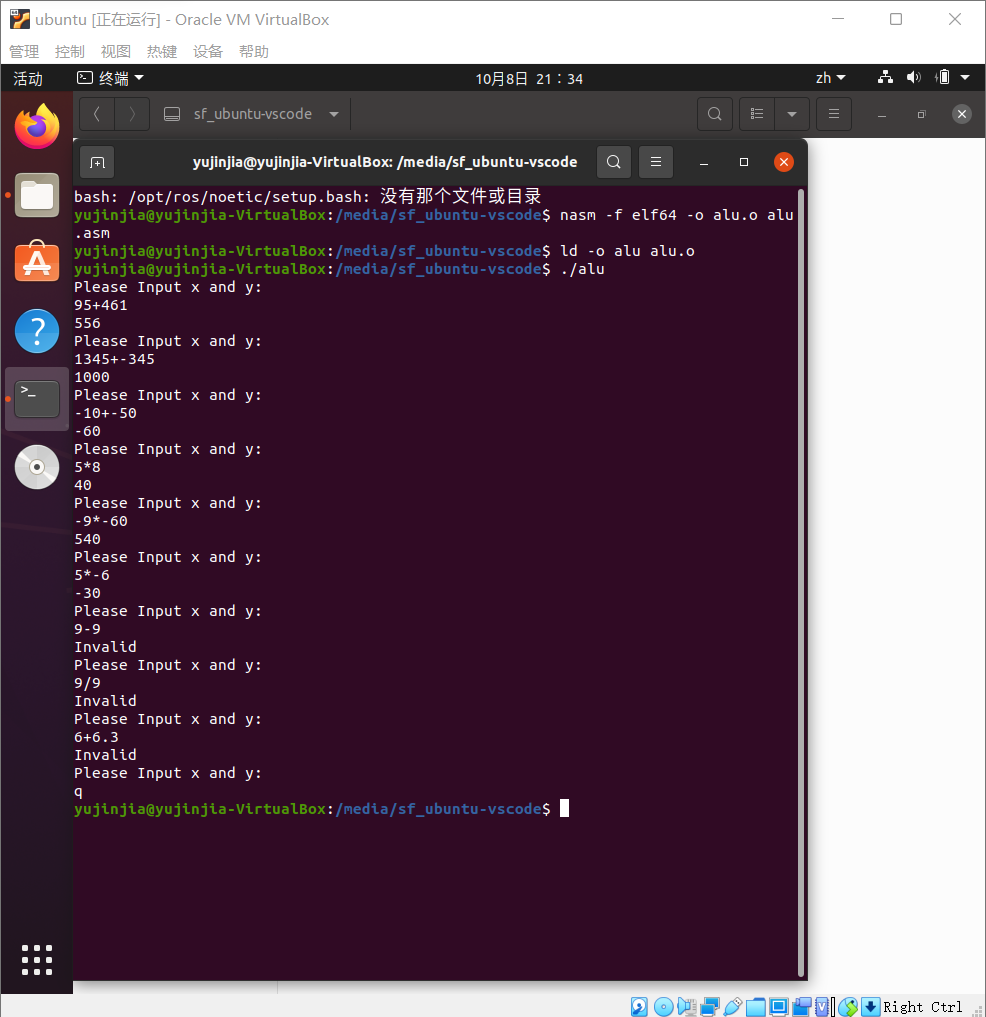 ubuntu [正在运行] - Oracle VM VirtualBox
管理 控制 视图 热键 设备 帮助
活动 终端 10月8日 21：34 zh
sf_ubuntu-vscode
yujinjia@yujinjia-VirtualBox: /media/sf_ubuntu-vscode
bash: /opt/ros/noetic/setup.bash: 没有那个文件或目录
yujinjia@yujinjia-VirtualBox:/media/sf_ubuntu-vscode$ nasm -f elf64 -o alu.o alu
.asm
yujinjia@yujinjia-VirtualBox:/media/sf_ubuntu-vscode$ ld -o alu alu.o
yujinjia@yujinjia-VirtualBox:/media/sf_ubuntu-vscode$ ./alu
Please Input x and y:
95+461
556
Please Input x and y:
1345+-345
1000
Please Input x and y:
-10+-50
-60
Please Input x and y:
5*8
40
Please Input x and y:
-9*-60
540
Please Input x and y:
5*-6
-30
Please Input x and y:
9-9
Invalid
Please Input x and y:
9/9
Invalid
Please Input x and y:
6+6.3
Invalid
Please Input x and y:
q
yujinjia@yujinjia-VirtualBox:/media/sf_ubuntu-vscode$
Right Ctrl